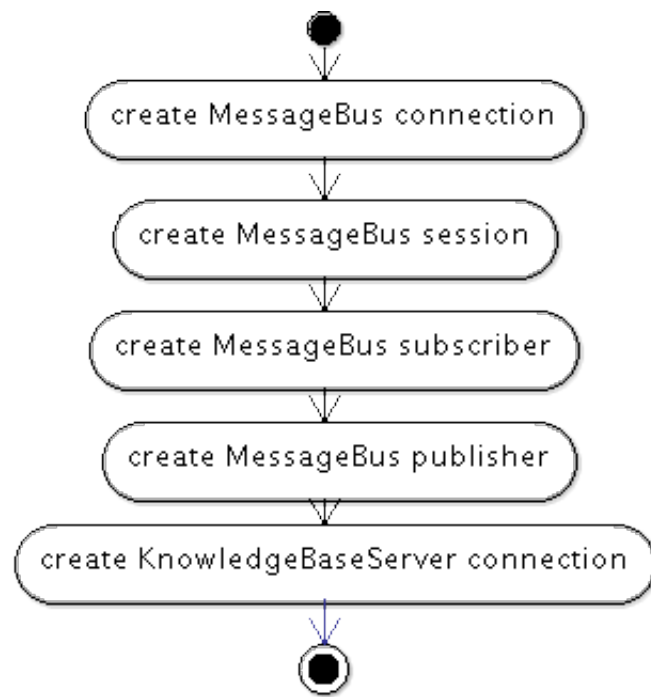 create MessageBus connection
create MessageBus session
create MessageBus subscriber
create MessageBus publisher
create KnowledgeBaseServer connection